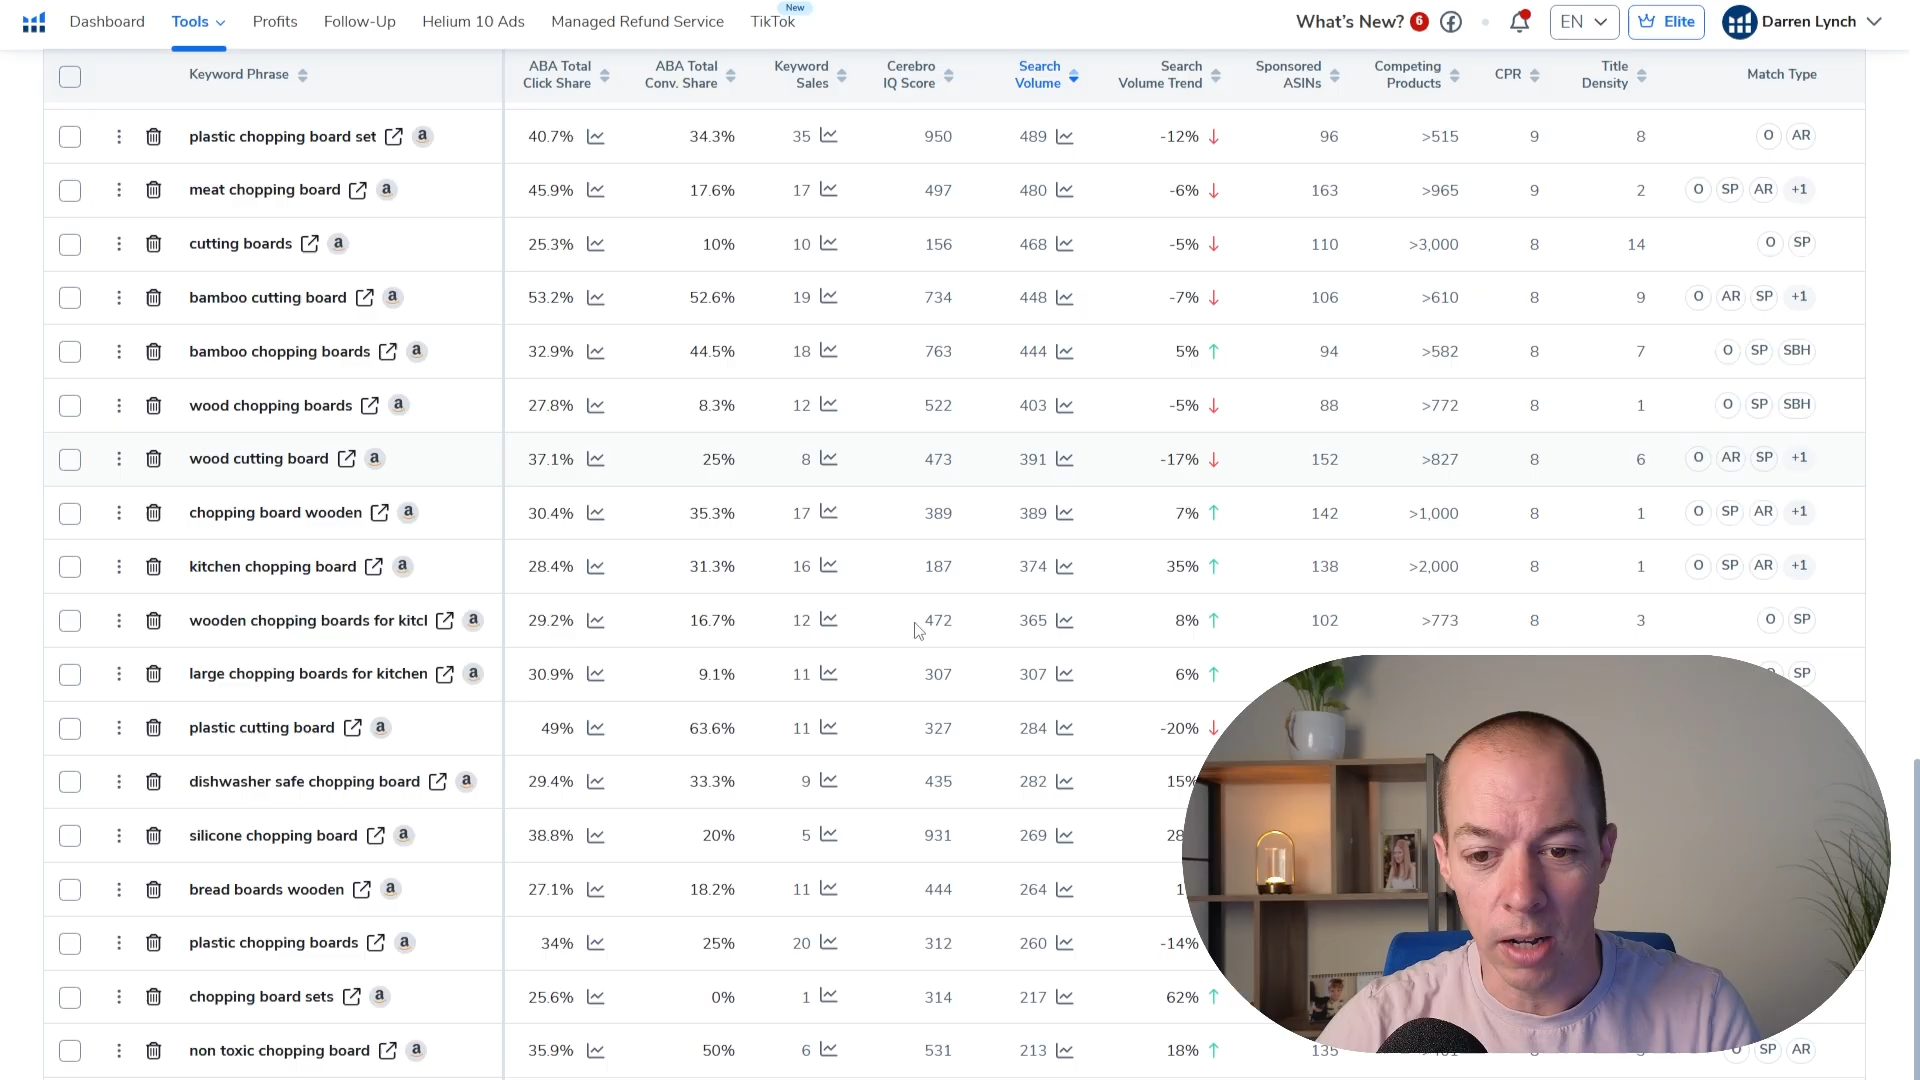 Dashboard Tools Profits Follow-Up Helium 10 Ads Managed Refund Service TikTok New What's New? 6 EN Elite Darren Lynch
Keyword Phrase ABA Total Click Share ABA Total Conv. Share Keyword Sales Cerebro IQ Score Search Volume Search Volume Trend Sponsored ASINs Competing Products CPR Title Density Match Type
plastic chopping board set a 40.7% 34.3% 35 950 489 -12% 96 >515 9 8 O AR
meat chopping board a 45.9% 17.6% 17 497 480 -6% 163 >965 9 2 O SP AR +1
cutting boards a 25.3% 10% 10 156 468 -5% 110 >3,000 8 14 O SP
bamboo cutting board a 53.2% 52.6% 19 734 448 -7% 106 >610 8 9 O AR SP +1
bamboo chopping boards a 32.9% 44.5% 18 763 444 5% 94 >582 8 7 O SP SBH
wood chopping boards a 27.8% 8.3% 12 522 403 -5% 88 >772 8 1 O SP SBH
wood cutting board a 37.1% 25% 8 473 391 -17% 152 >827 8 6 O AR SP +1
chopping board wooden a 30.4% 35.3% 17 389 389 7% 142 >1,000 8 1 O SP AR +1
kitchen chopping board a 28.4% 31.3% 16 187 374 35% 138 >2,000 8 1 O SP AR +1
wooden chopping boards for kitcl a 29.2% 16.7% 12 472 365 8% 102 >773 8 3 O SP
large chopping boards for kitchen a 30.9% 9.1% 11 307 307 6% SP
plastic cutting board a 49% 63.6% 11 327 284 -20%
dishwasher safe chopping board a 29.4% 33.3% 9 435 282 15%
silicone chopping board a 38.8% 20% 5 931 269 28
bread boards wooden a 27.1% 18.2% 11 444 264 1
plastic chopping boards a 34% 25% 20 312 260 -14%
chopping board sets a 25.6% 0% 1 314 217 62%
non toxic chopping board a 35.9% 50% 6 531 213 18% 135 O SP AR